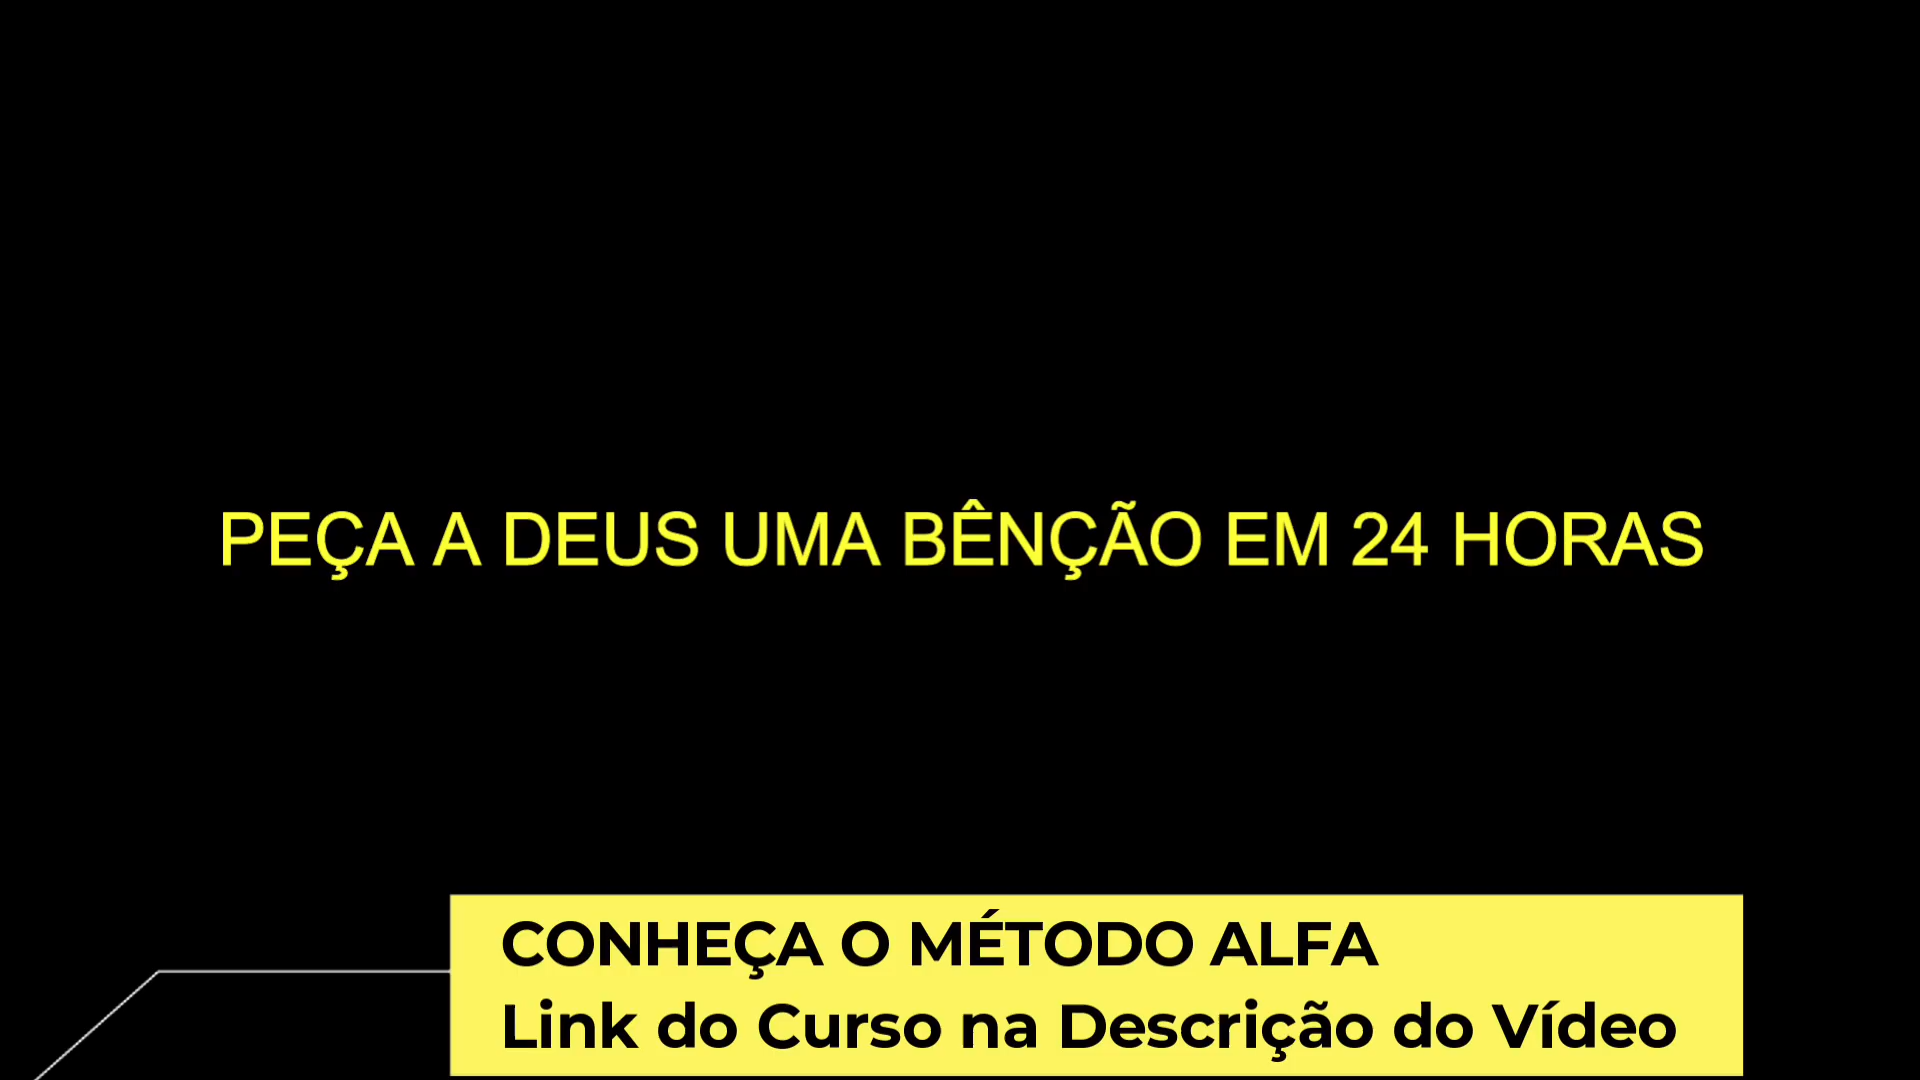 PEÇA A DEUS UMA BÊNÇÃO EM 24 HORAS
CONHEÇA O MÉTODO ALFA
Link do Curso na Descrição do Vídeo